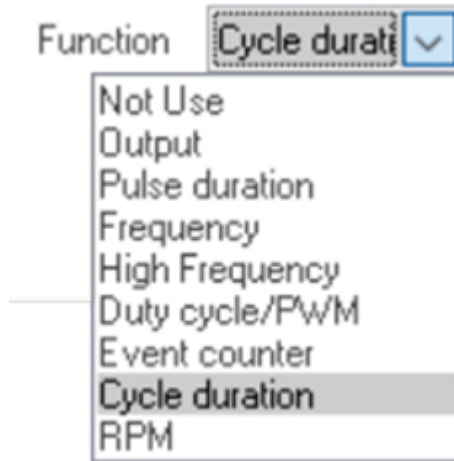 Function Cycle durati
Not Use
Output
Pulse duration
Frequency
High Frequency
Duty cycle/PWM
Event counter
Cycle duration
RPM